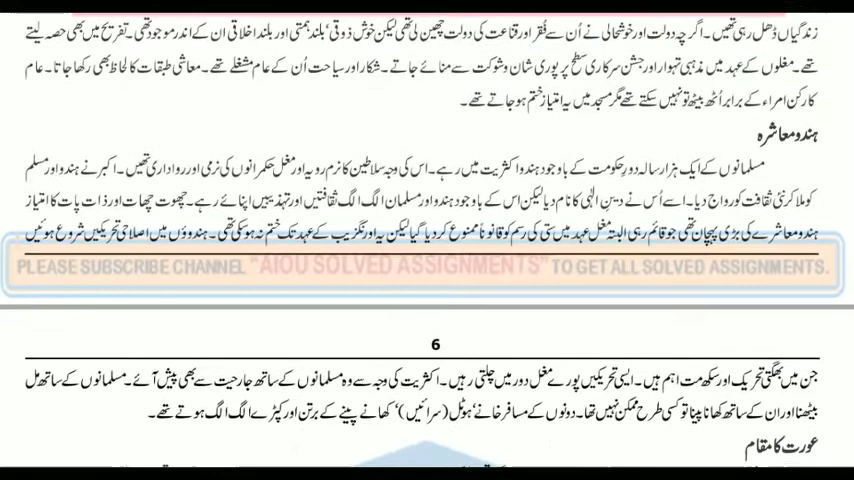 زندگیاں ڈھل رہی تھیں۔ اگرچہ دولت اور خوشحالی نے اُن سے فُقر اور قناعت کی دولت چھین لی تھی لیکن خوش ذوقی' بلند ہمتی اور بلند اخلاقی ان کے اندر موجود تھی۔ تفریح میں بھی حصہ لیتے
تھے۔ مغلوں کے عہد میں مذہبی تہوار اور جشن سرکاری سطح پر پوری شان و شوکت سے منائے جاتے۔ شکار اور سیاحت اُن کے عام مشغلے تھے۔ معاشی طبقات کا لحاظ بھی رکھا جاتا۔ عام
کارکن امراء کے برابر اُٹھ بیٹھ تو نہیں سکتے تھے مگر مسجد میں یہ امتیاز ختم ہو جاتے تھے۔
ہندو معاشرہ
مسلمانوں کے ایک ہزار سالہ دورِ حکومت کے باوجود ہندو اکثریت میں رہے۔ اس کی وجہ سلاطین کا نرم رویہ اور مغل حکمرانوں کی نرمی اور رواداری تھیں۔ اکبر نے ہندو اور مسلم
کو ملا کر نئی ثقافت کو رواج دیا۔ اسے اُس نے دینِ الٰہی کا نام دیا لیکن اس کے باوجود ہندو اور مسلمان الگ الگ ثقافتیں اور تہذیبیں اپنائے رہے۔ چھوت چھات اور ذات پات کا امتیاز
ہندو معاشرے کی بڑی پہچان تھی جو قائم رہی البتہ مغل عہد میں ستی کی رسم کو قانوناً ممنوع کر دیا گیا لیکن یہ اورنگزیب کے عہد تک ختم نہ ہو سکی تھی۔ ہندوؤں میں اصلاحی تحریکیں شروع ہوئیں
PLEASE SUBSCRIBE CHANNEL "AIOU SOLVED ASSIGNMENTS" TO GET ALL SOLVED ASSIGNMENTS.
6
جن میں بھگتی تحریک اور سکھ مت اہم ہیں۔ ایسی تحریکیں پورے مغل دور میں چلتی رہیں۔ اکثریت کی وجہ سے وہ مسلمانوں کے ساتھ جارحیت سے بھی پیش آئے۔ مسلمانوں کے ساتھ مل
بیٹھنا اور ان کے ساتھ کھانا پینا تو کسی طرح ممکن نہیں تھا۔ دونوں کے مسافر خانے' ہوٹل (سرائیں)' کھانے پینے کے برتن اور کپڑے الگ الگ ہوتے تھے۔
عورت کا مقام